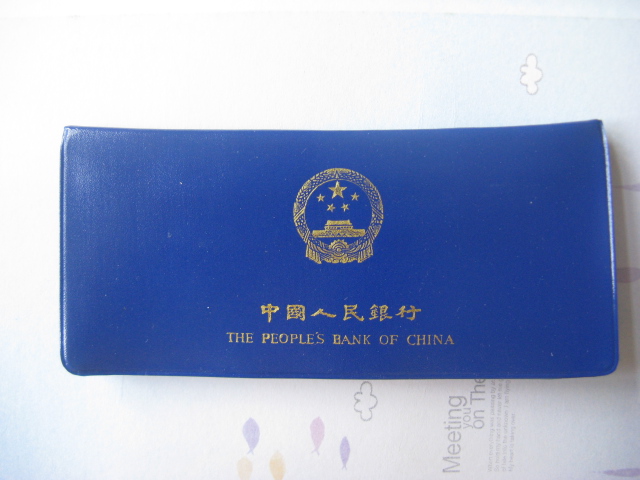 中國人民銀行
THE PEOPLE'S BANK OF CHINA
Meeting
you
on The